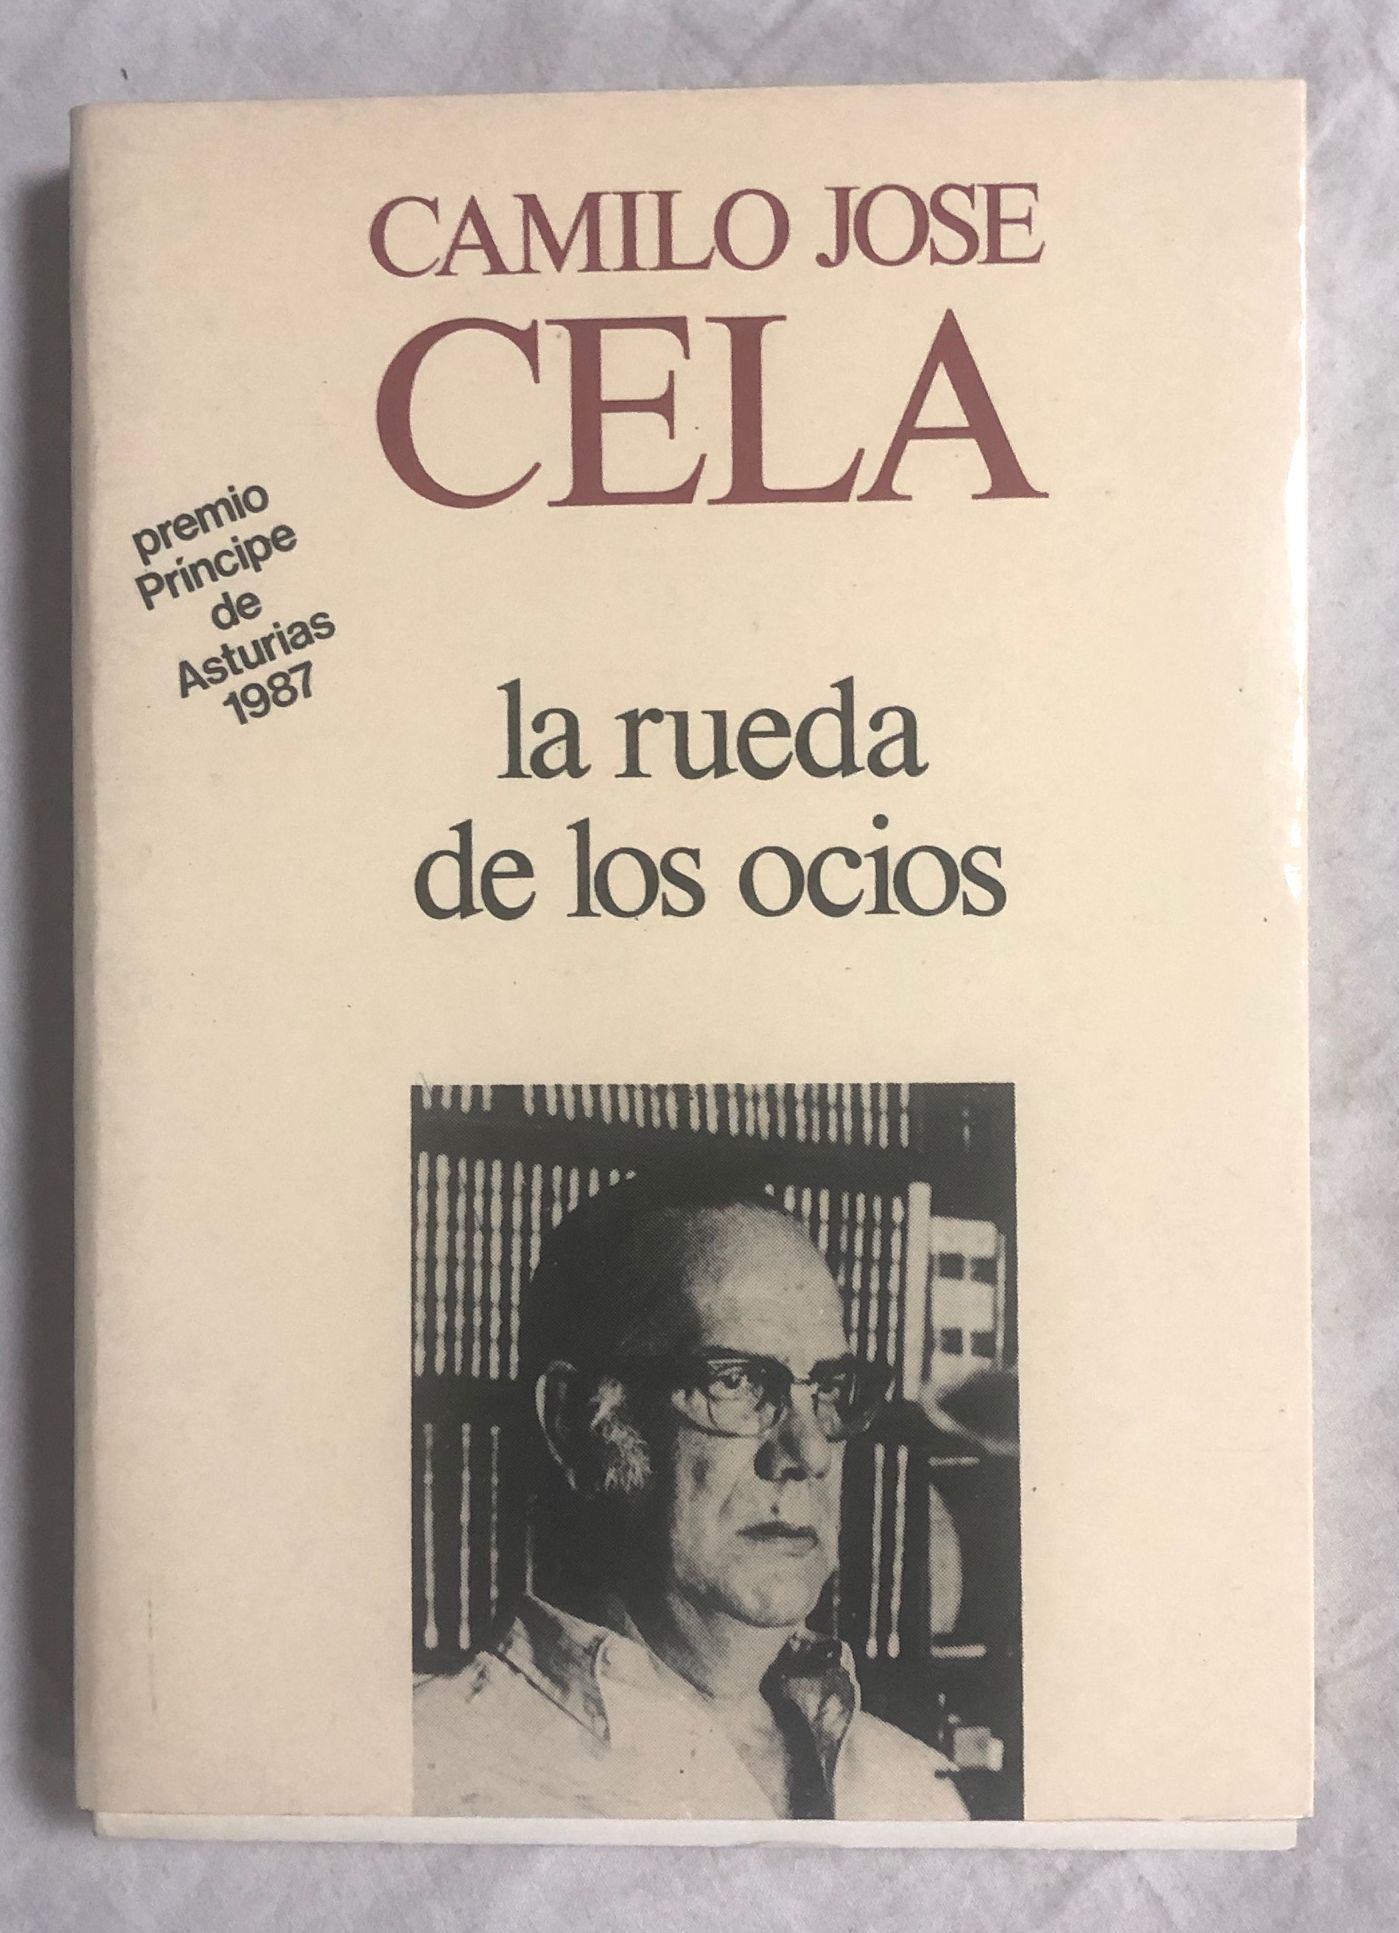 CAMILO JOSE
CELA
premio
Príncipe
de
Asturias
1987
la rueda
de los ocios